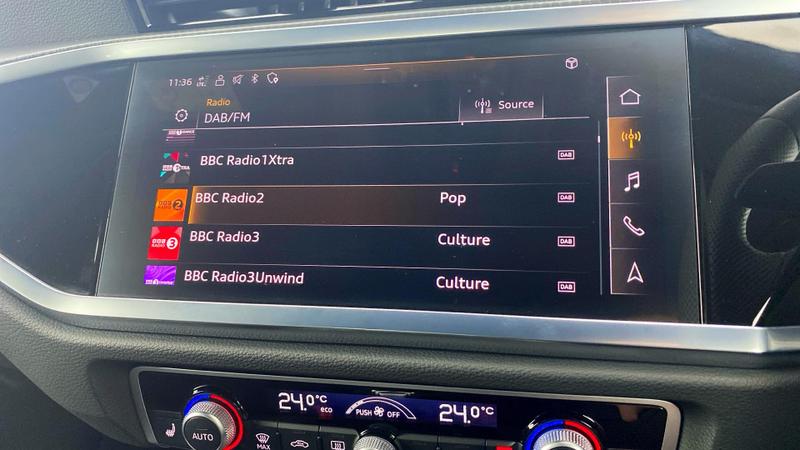 11:36 LTE
Radio
DAB/FM
Source
BBC Radio1Xtra DAB
BBC Radio2 Pop DAB
BBC Radio3 Culture DAB
BBC Radio3Unwind Culture DAB
24.0°C eco
PUSH OFF
24.0°C
AUTO
MAX